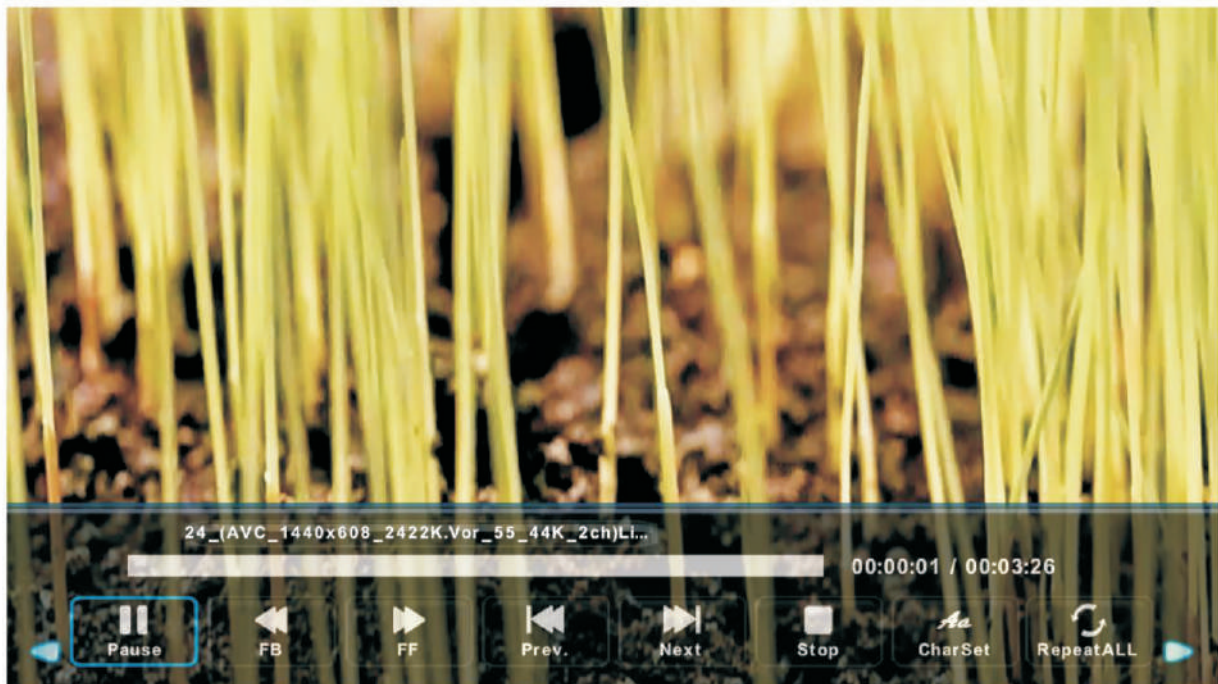 24_(AVC_1440x608_2422K.Vor_55_44K_2ch)Li...
00:00:01 / 00:03:26
Pause FB FF Prev. Next Stop CharSet RepeatALL